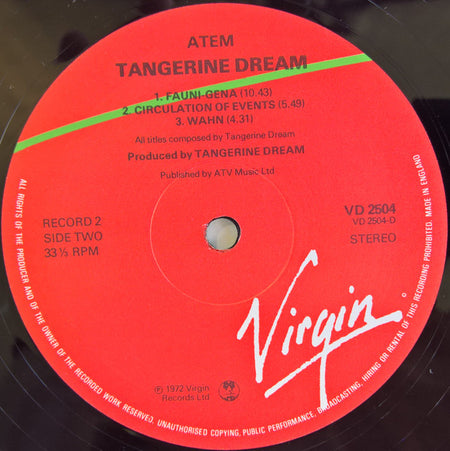 ATEM
TANGERINE DREAM
1. FAUNI-GENA (10.43)
2. CIRCULATION OF EVENTS (5.49)
3. WAHN (4.31)
All titles composed by Tangerine Dream
Produced by TANGERINE DREAM
Published by ATV Music Ltd
RECORD 2
SIDE TWO
33⅓ RPM
VD 2504
VD 2504-D
STEREO
Virgin
℗ 1972 Virgin
Records Ltd
ALL RIGHTS OF THE PRODUCER AND OF THE OWNER OF THE RECORDED WORK RESERVED. UNAUTHORISED COPYING, PUBLIC PERFORMANCE, BROADCASTING, HIRING OR RENTAL OF THIS RECORDING PROHIBITED. MADE IN ENGLAND